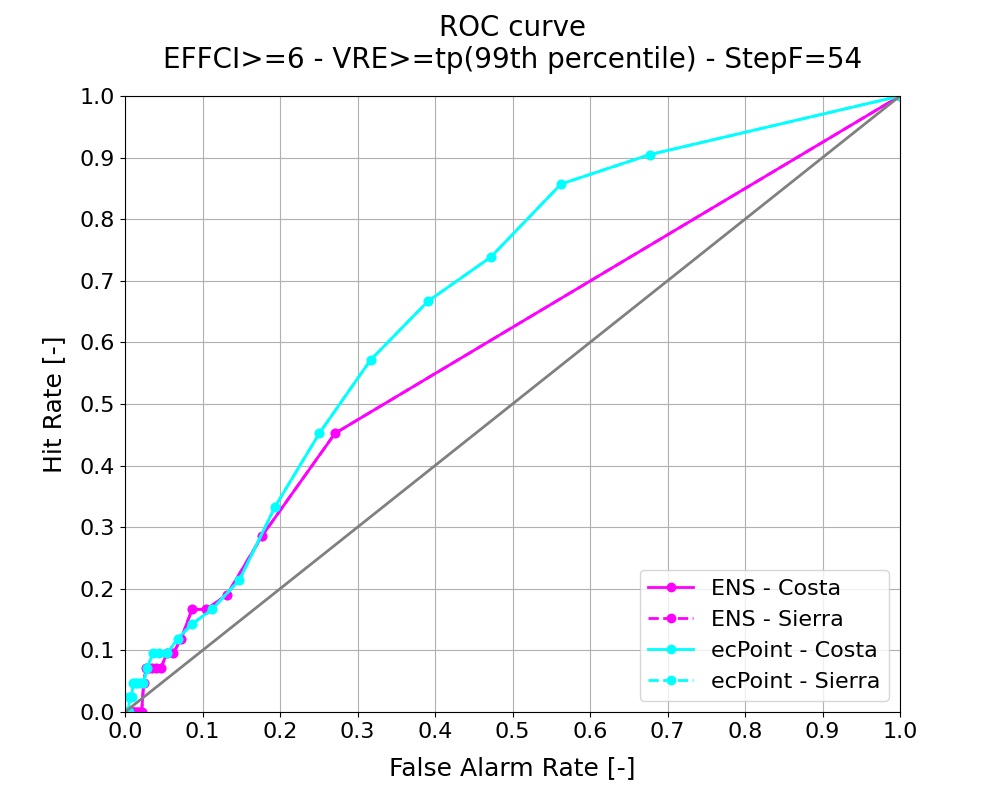 ROC curve
EFFCI>=6 - VRE>=tp(99th percentile) - StepF=54
1.0
0.9
0.8
0.7
0.6
0.5
0.4
0.3
0.2
0.1
0.0
Hit Rate [-]
ENS - Costa
ENS - Sierra
ecPoint - Costa
ecPoint - Sierra
0.0 0.1 0.2 0.3 0.4 0.5 0.6 0.7 0.8 0.9 1.0
False Alarm Rate [-]